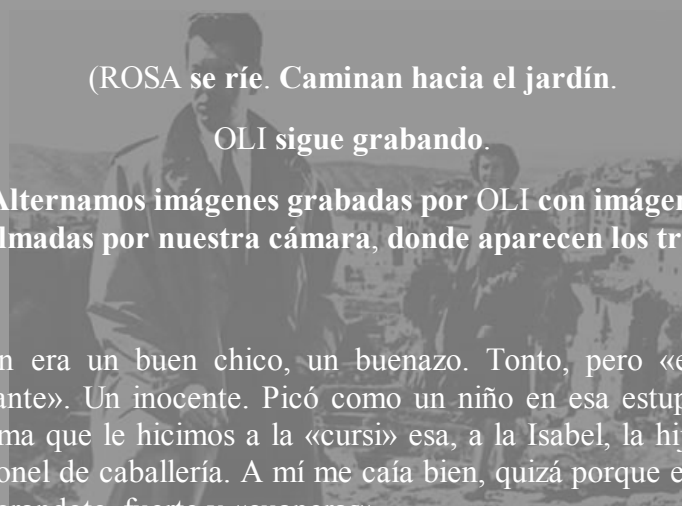 (ROSA se ríe. Caminan hacia el jardín.
OLI sigue grabando.
Alternamos imágenes grabadas por OLI con imágen
lmadas por nuestra cámara, donde aparecen los tr
n era un buen chico, un buenazo. Tonto, pero «e
ante». Un inocente. Picó como un niño en esa estup
ma que le hicimos a la «cursi» esa, a la Isabel, la hij
onel de caballería. A mí me caía bien, quizá porque e